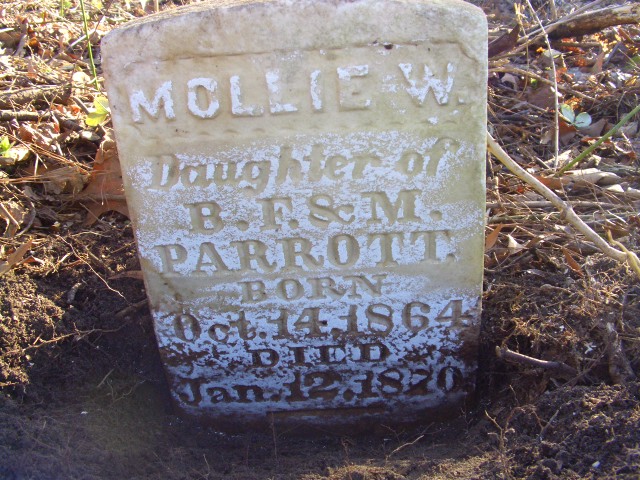 MOLLIE W.
Daughter of
B. F. & M.
PARROTT.
BORN
Oct. 14, 1864
DIED
Jan. 12, 1870